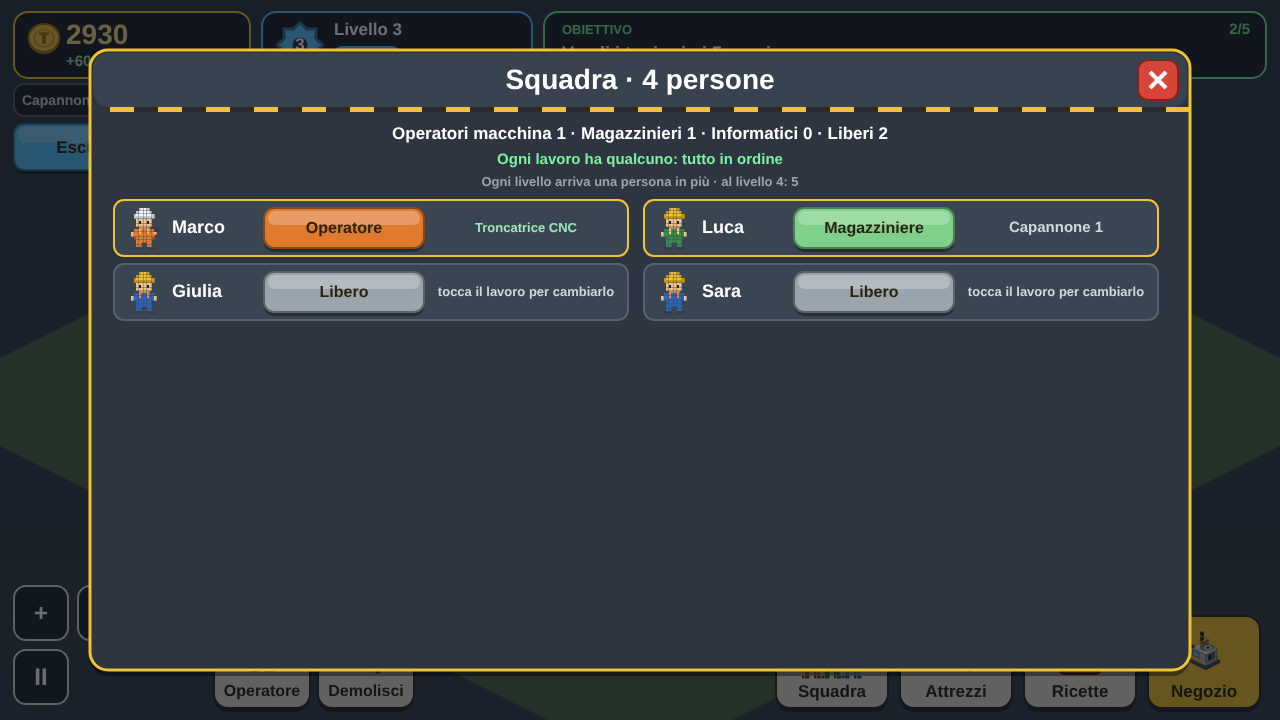 2930
+60
Livello 3
3
OBIETTIVO
2/5
Capannon
Esc
Squadra · 4 persone
Operatori macchina 1 · Magazzinieri 1 · Informatici 0 · Liberi 2
Ogni lavoro ha qualcuno: tutto in ordine
Ogni livello arriva una persona in più · al livello 4: 5
Marco
Operatore
Troncatrice CNC
Luca
Magazziniere
Capannone 1
Giulia
Libero
tocca il lavoro per cambiarlo
Sara
Libero
tocca il lavoro per cambiarlo
+
Operatore
Demolisci
Squadra
Attrezzi
Ricette
Negozio